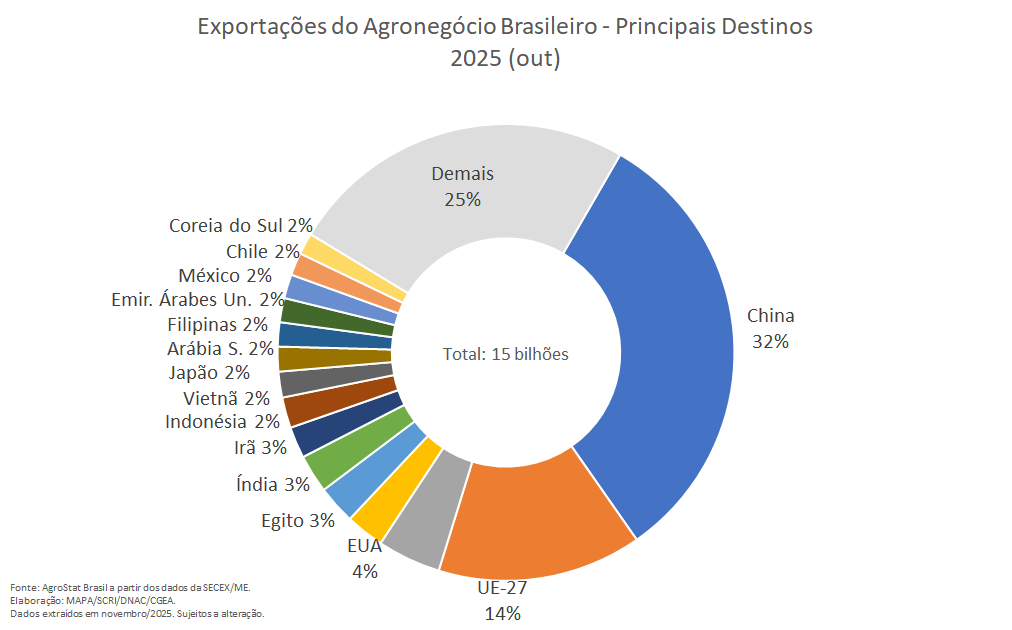 Exportações do Agronegócio Brasileiro - Principais Destinos
2025 (out)
Demais
25%
Coreia do Sul 2%
Chile 2%
México 2%
Emir. Árabes Un. 2%
Filipinas 2%
Arábia S. 2%
Japão 2%
Vietnã 2%
Indonésia 2%
Irã 3%
Índia 3%
Egito 3%
EUA
4%
UE-27
14%
China
32%
Total: 15 bilhões
Fonte: AgroStat Brasil a partir dos dados da SECEX/ME.
Elaboração: MAPA/SCRI/DNAC/CGEA.
Dados extraídos em novembro/2025. Sujeitos a alteração.